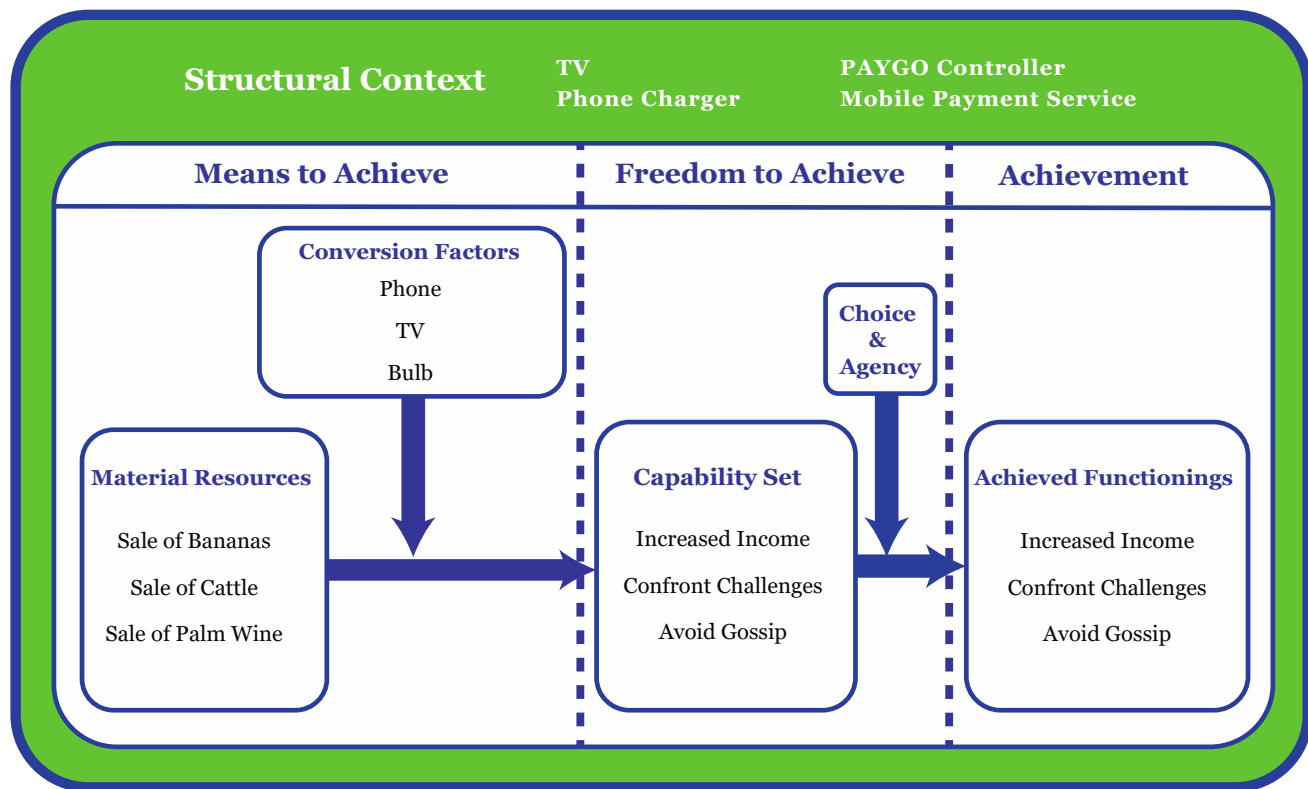 Structural Context
TV
Phone Charger
PAYGO Controller
Mobile Payment Service
Means to Achieve
Freedom to Achieve
Achievement
Conversion Factors
Phone
TV
Bulb
Choice
&
Agency
Material Resources
Sale of Bananas
Sale of Cattle
Sale of Palm Wine
Capability Set
Increased Income
Confront Challenges
Avoid Gossip
Achieved Functionings
Increased Income
Confront Challenges
Avoid Gossip